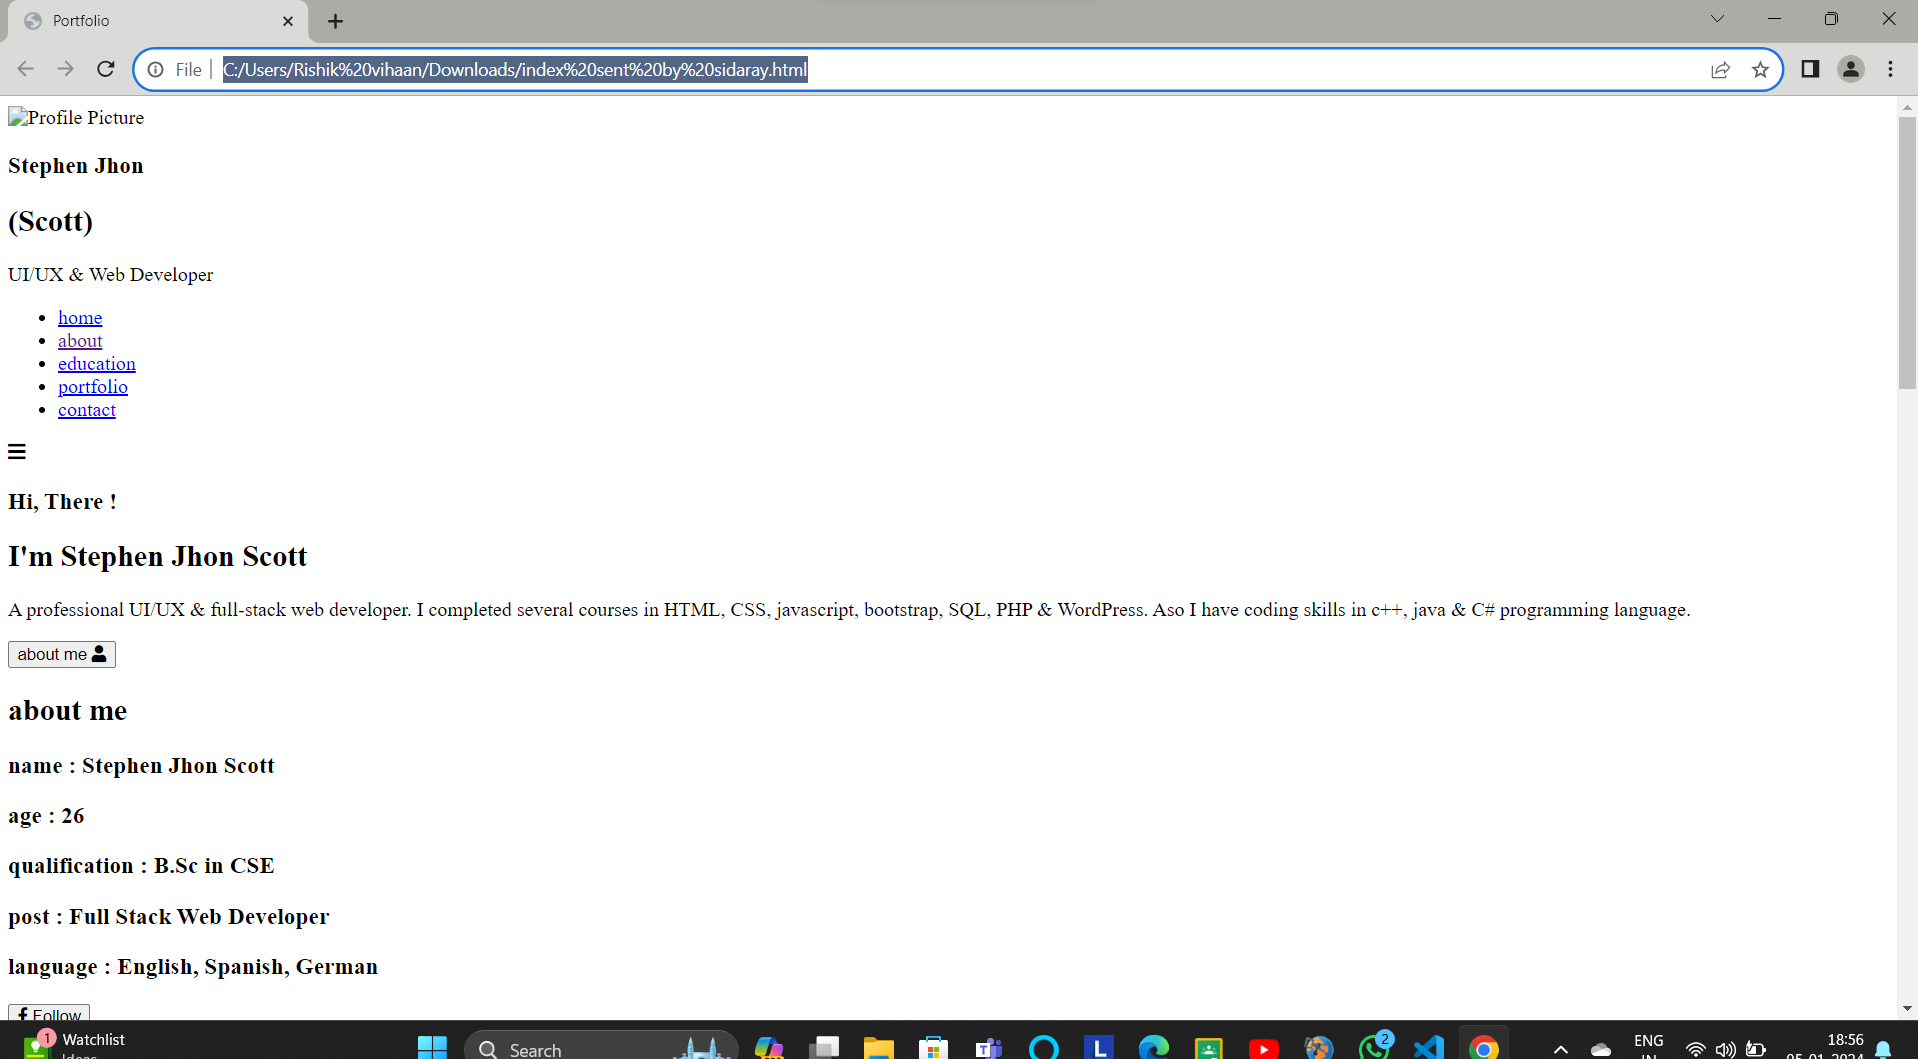 Portfolio
File
C:/Users/Rishik%20vihaan/Downloads/index%20sent%20by%20sidaray.html
Profile Picture
Stephen Jhon
(Scott)
UI/UX & Web Developer
home
about
education
portfolio
contact
Hi, There !
I'm Stephen Jhon Scott
A professional UI/UX & full-stack web developer. I completed several courses in HTML, CSS, javascript, bootstrap, SQL, PHP & WordPress. Aso I have coding skills in c++, java & C# programming language.
about me
about me
name : Stephen Jhon Scott
age : 26
qualification : B.Sc in CSE
post : Full Stack Web Developer
language : English, Spanish, German
Follow
1
Watchlist
Ideas
Search
L
2
ENG
IN
18:56
05-01-2024